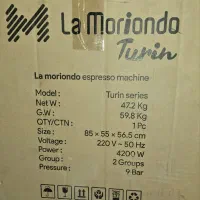 La Moriondo
Turin
La moriondo espresso machine
Model : Turin series
Net W : 47.2 Kg
G.W : 59.8 Kg
QTY/CTN : 1 Pc
Size : 85 x 55 x 56.5 cm
Voltage : 220 V ~ 50 Hz
Power : 4200 W
Group : 2 Groups
Pressure : 9 Bar